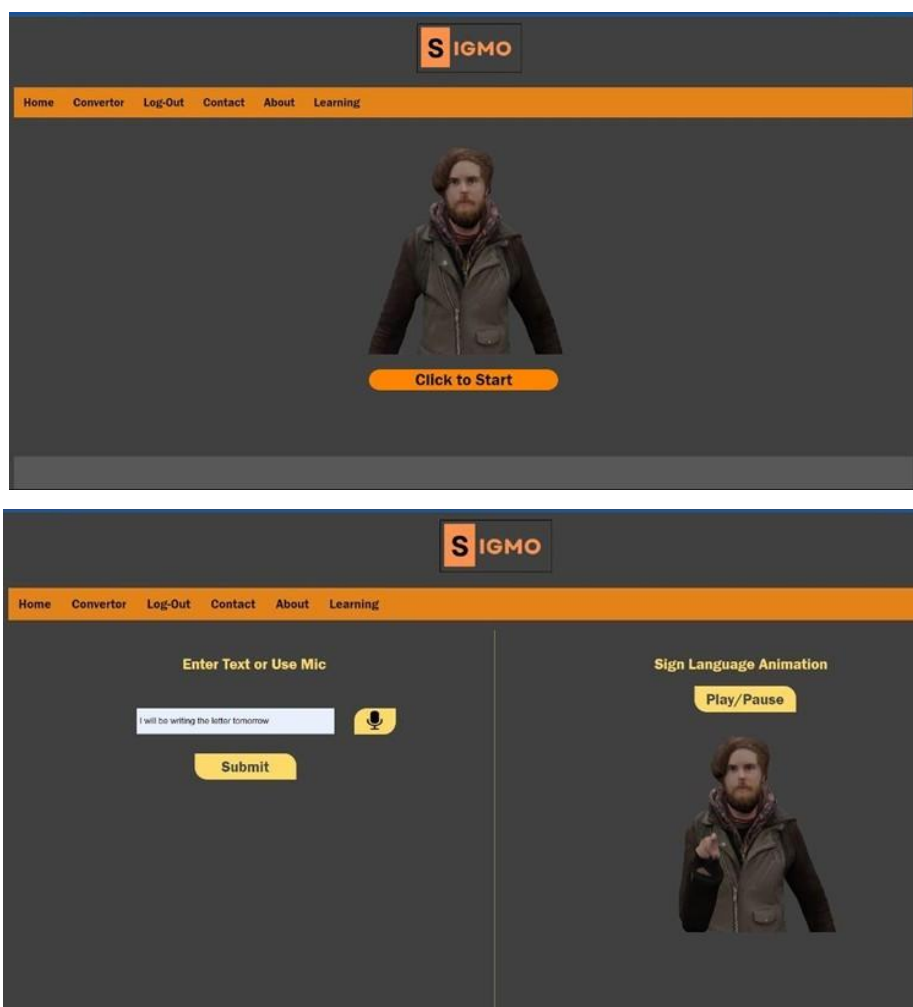 SIGMO
Home Convertor Log-Out Contact About Learning
Click to Start
SIGMO
Home Convertor Log-Out Contact About Learning
Enter Text or Use Mic
I will be writing the letter tomorrow
Submit
Sign Language Animation
Play/Pause